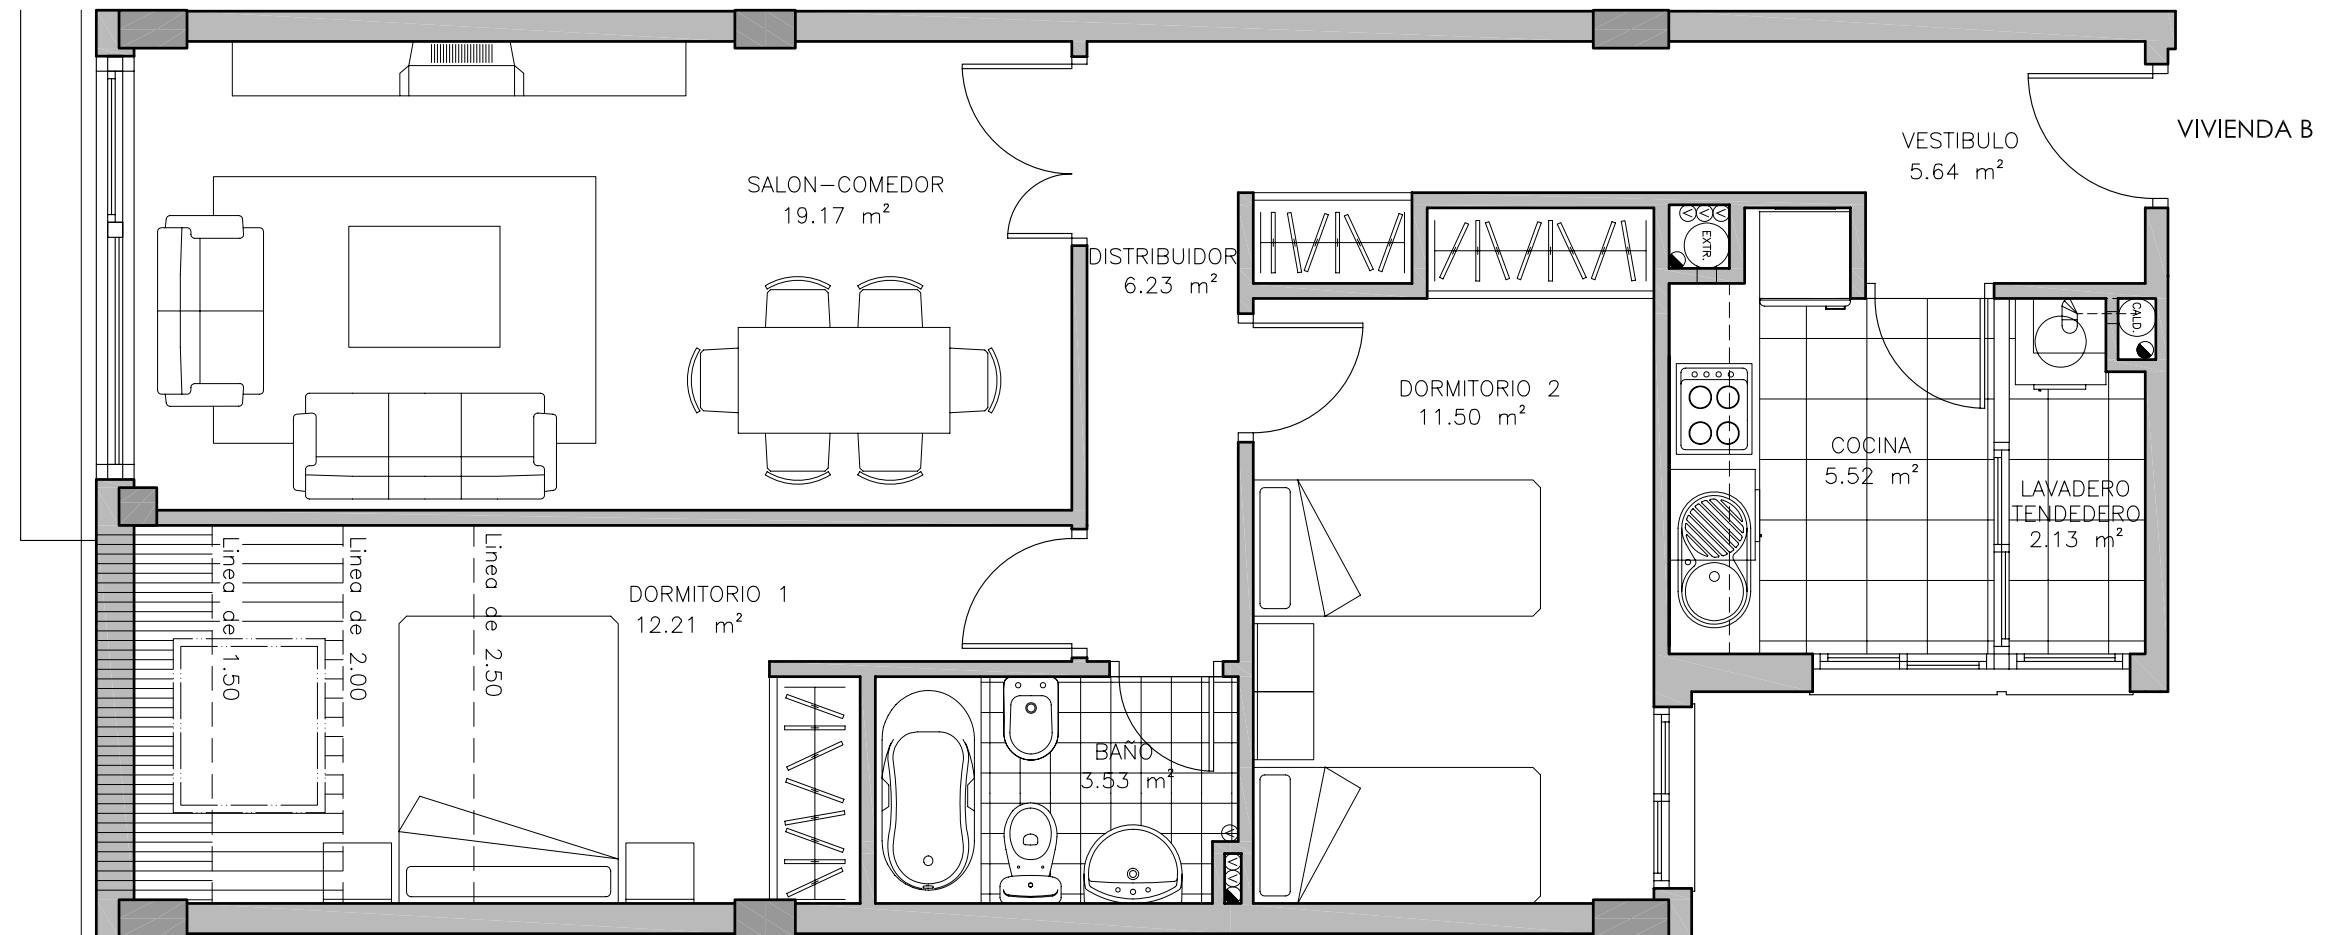 VIVIENDA B
VESTIBULO
5.64 m²
SALON-COMEDOR
19.17 m²
DISTRIBUIDOR
6.23 m²
V V V
EXTR.
CALD.
DORMITORIO 2
11.50 m²
COCINA
5.52 m²
LAVADERO
TENDEDERO
2.13 m²
Linea de 1.50
Linea de 2.00
Linea de 2.50
DORMITORIO 1
12.21 m²
BAÑO
3.53 m²
V
V V V